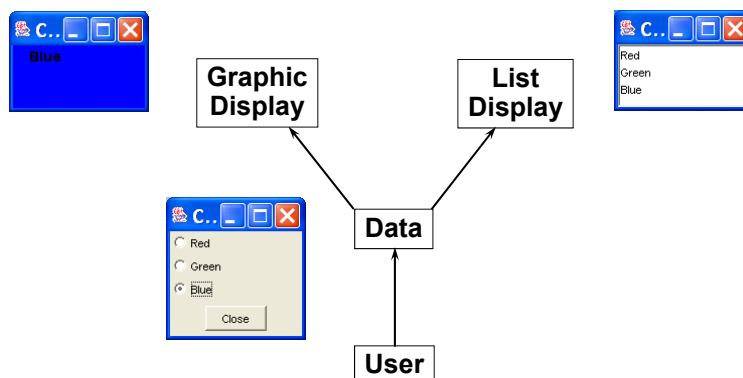 C..
Blue
Graphic
Display
List
Display
C..
Red
Green
Blue
C..
Red
Green
Blue
Close
Data
User